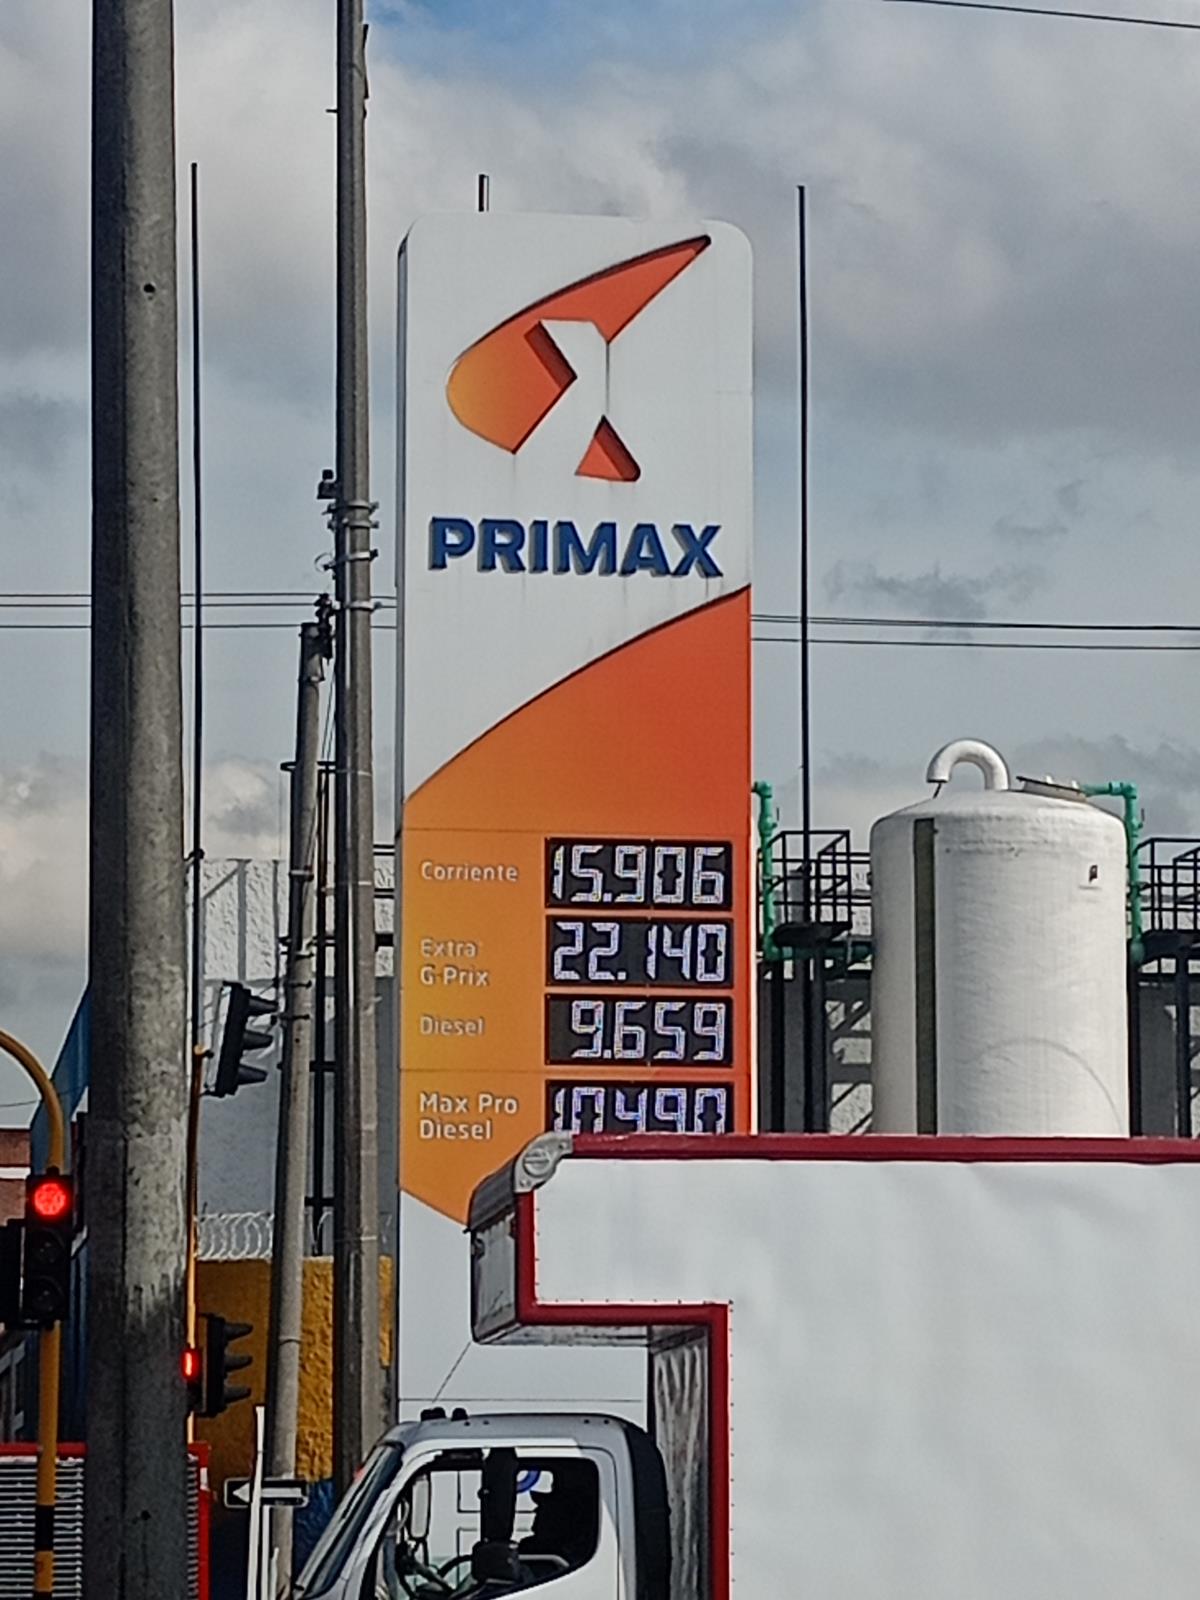 PRIMAX
Corriente 15.906
Extra
G-Prix 22.140
Diesel 9.659
Max Pro
Diesel 10.490